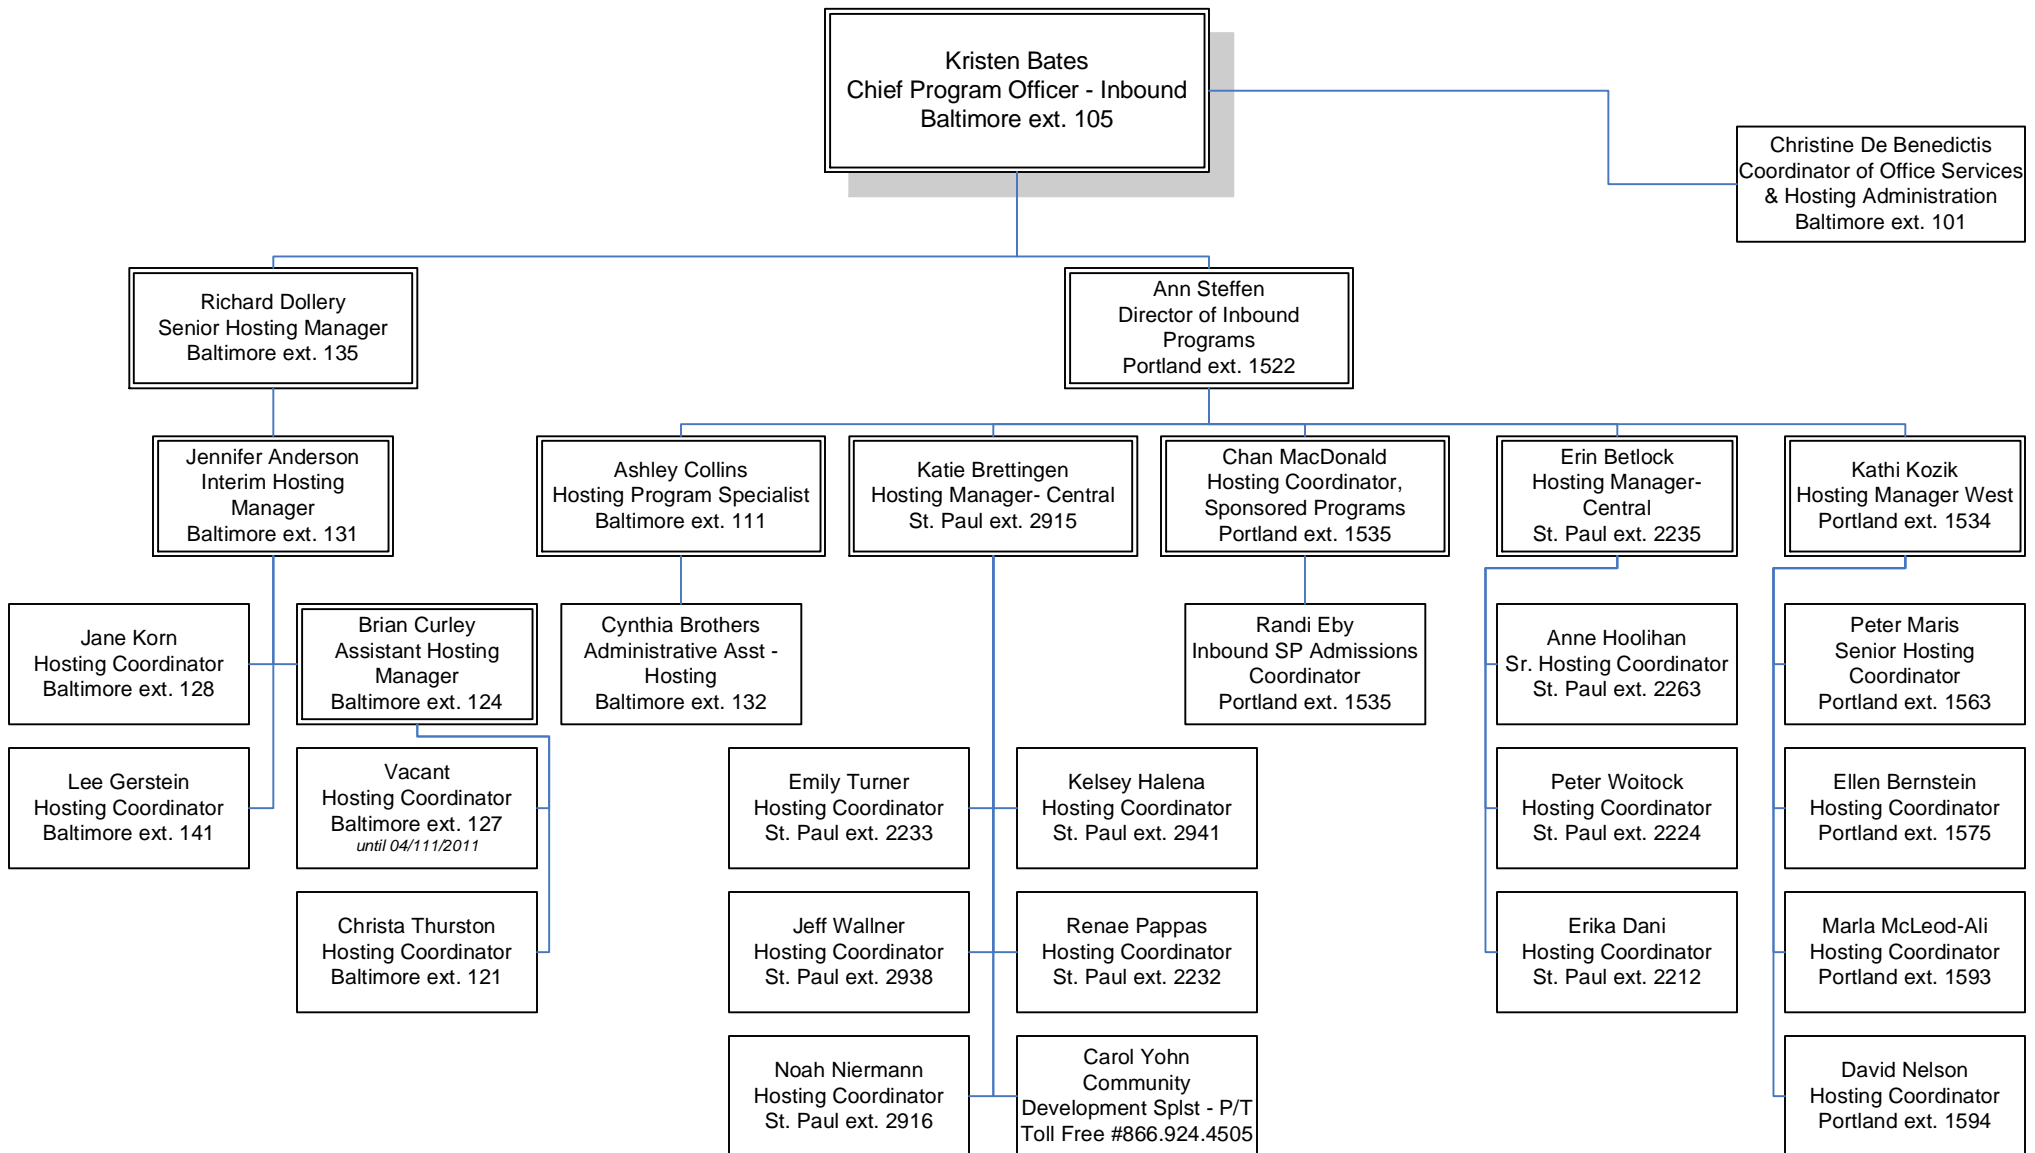 Kristen Bates
Chief Program Officer - Inbound
Baltimore ext. 105
Christine De Benedictis
Coordinator of Office Services
& Hosting Administration
Baltimore ext. 101
Richard Dollery
Senior Hosting Manager
Baltimore ext. 135
Ann Steffen
Director of Inbound
Programs
Portland ext. 1522
Jennifer Anderson
Interim Hosting
Manager
Baltimore ext. 131
Ashley Collins
Hosting Program Specialist
Baltimore ext. 111
Katie Brettingen
Hosting Manager- Central
St. Paul ext. 2915
Chan MacDonald
Hosting Coordinator,
Sponsored Programs
Portland ext. 1535
Erin Betlock
Hosting Manager-
Central
St. Paul ext. 2235
Kathi Kozik
Hosting Manager West
Portland ext. 1534
Jane Korn
Hosting Coordinator
Baltimore ext. 128
Brian Curley
Assistant Hosting
Manager
Baltimore ext. 124
Cynthia Brothers
Administrative Asst -
Hosting
Baltimore ext. 132
Randi Eby
Inbound SP Admissions
Coordinator
Portland ext. 1535
Anne Hoolihan
Sr. Hosting Coordinator
St. Paul ext. 2263
Peter Maris
Senior Hosting
Coordinator
Portland ext. 1563
Lee Gerstein
Hosting Coordinator
Baltimore ext. 141
Vacant
Hosting Coordinator
Baltimore ext. 127
until 04/111/2011
Emily Turner
Hosting Coordinator
St. Paul ext. 2233
Kelsey Halena
Hosting Coordinator
St. Paul ext. 2941
Peter Woitock
Hosting Coordinator
St. Paul ext. 2224
Ellen Bernstein
Hosting Coordinator
Portland ext. 1575
Christa Thurston
Hosting Coordinator
Baltimore ext. 121
Jeff Wallner
Hosting Coordinator
St. Paul ext. 2938
Renae Pappas
Hosting Coordinator
St. Paul ext. 2232
Erika Dani
Hosting Coordinator
St. Paul ext. 2212
Marla McLeod-Ali
Hosting Coordinator
Portland ext. 1593
Noah Niermann
Hosting Coordinator
St. Paul ext. 2916
Carol Yohn
Community
Development Splst - P/T
Toll Free #866.924.4505
David Nelson
Hosting Coordinator
Portland ext. 1594